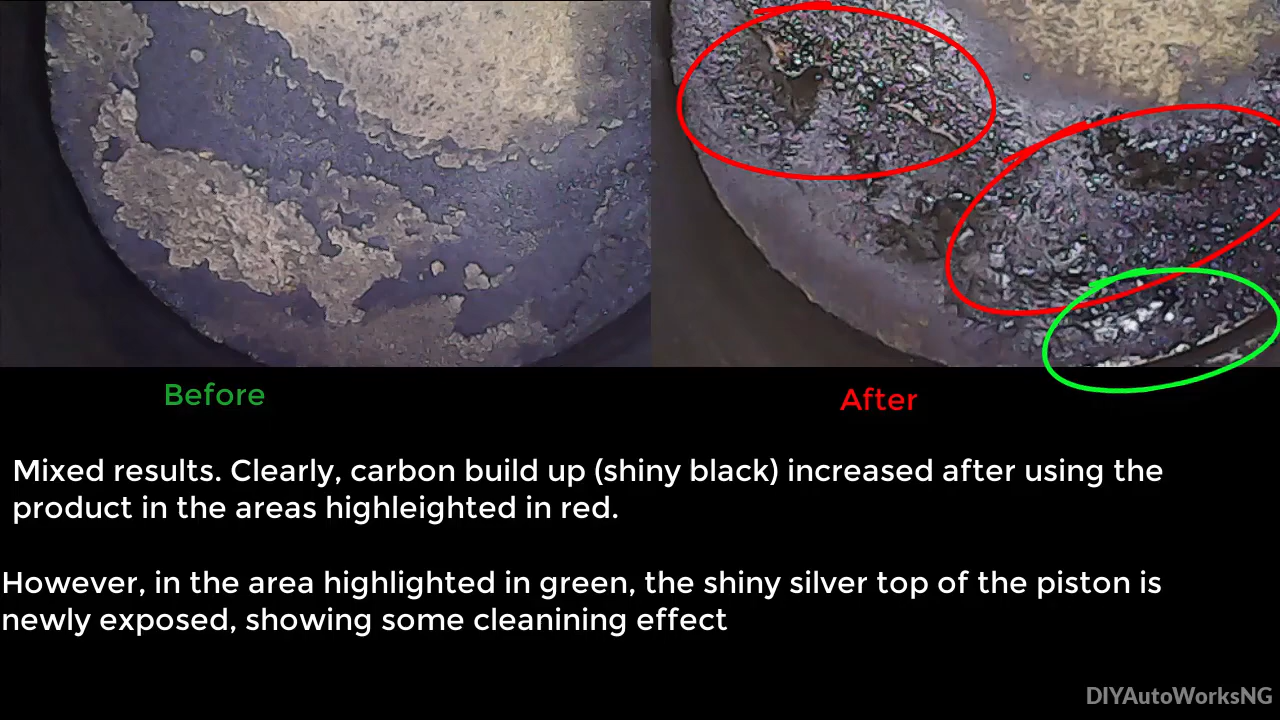 Before
After
Mixed results. Clearly, carbon build up (shiny black) increased after using the
product in the areas highleighted in red.
However, in the area highlighted in green, the shiny silver top of the piston is
newly exposed, showing some cleanining effect
DIYAutoWorksNG